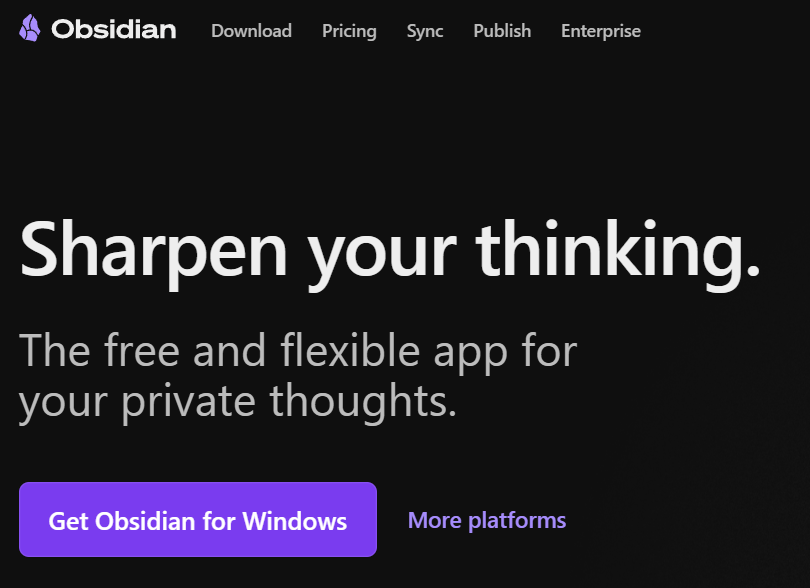 Obsidian Download Pricing Sync Publish Enterprise
Sharpen your thinking.
The free and flexible app for
your private thoughts.
Get Obsidian for Windows More platforms